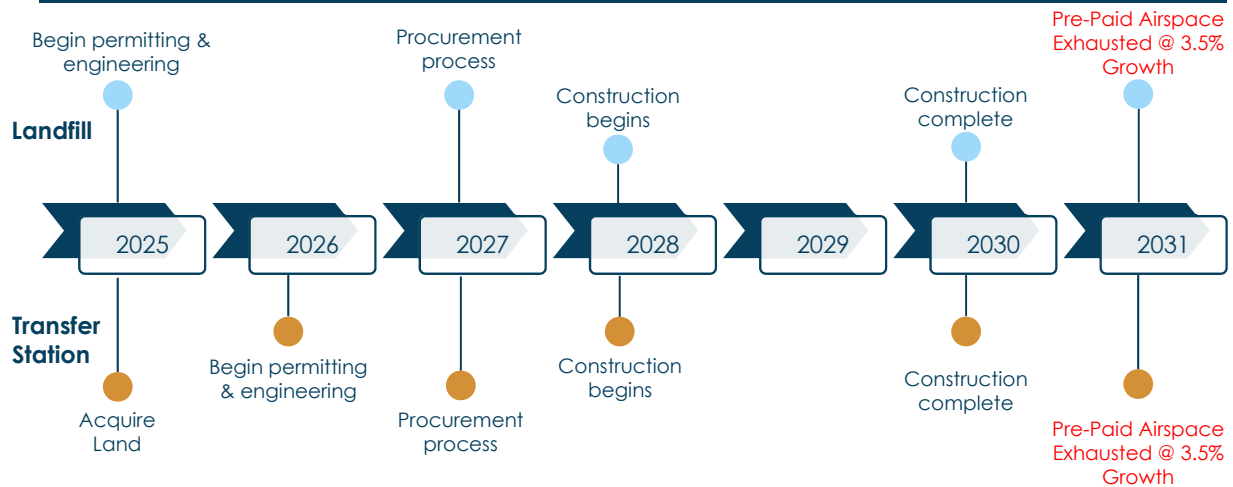 Begin permitting &
engineering
Procurement
process
Construction
begins
Construction
complete
Pre-Paid Airspace
Exhausted @ 3.5%
Growth
Landfill
2025
2026
2027
2028
2029
2030
2031
Transfer
Station
Acquire
Land
Begin permitting
& engineering
Procurement
process
Construction
begins
Construction
complete
Pre-Paid Airspace
Exhausted @ 3.5%
Growth